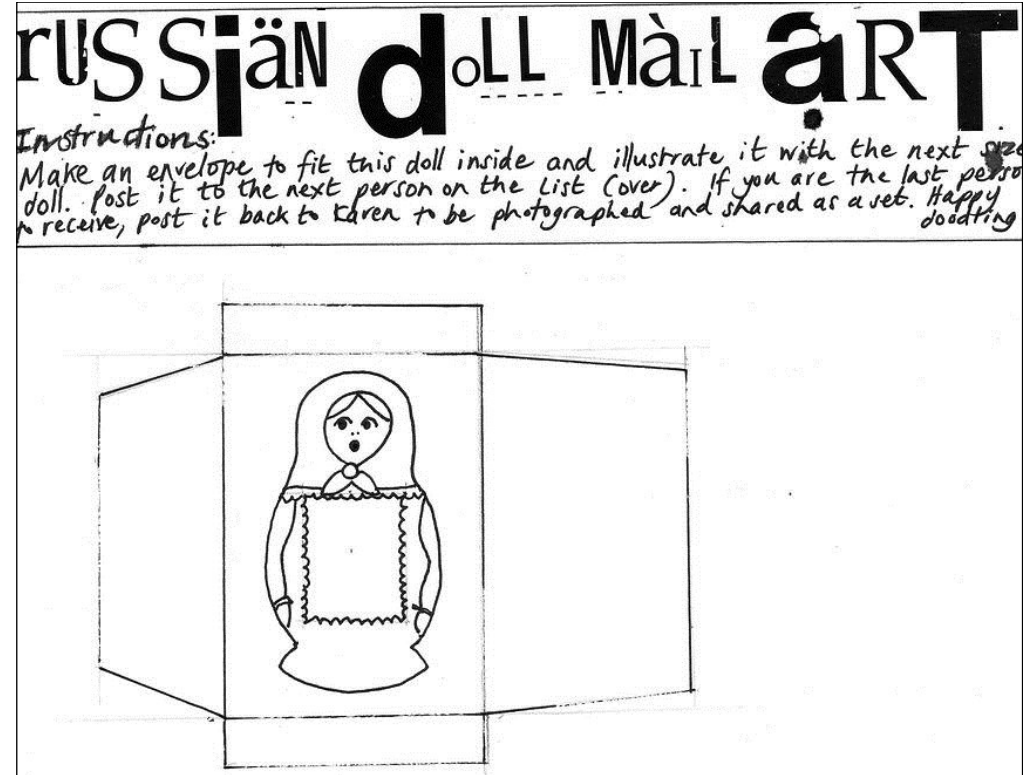 rUSSiäN dOLL MàIL aRT
Instructions:
Make an envelope to fit this doll inside and illustrate it with the next size
doll. Post it to the next person on the List (over). If you are the last perso
to receive, post it back to Karen to be photographed and shared as a set. Happy
doodling